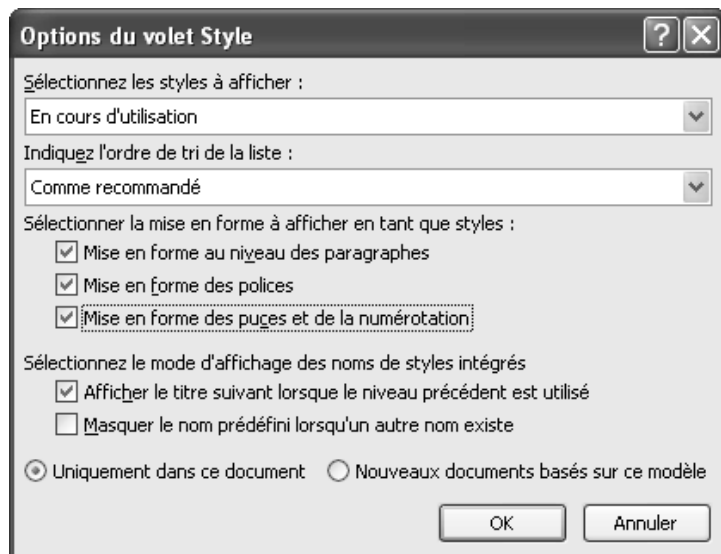 Options du volet Style
Sélectionnez les styles à afficher :
En cours d'utilisation
Indiquez l'ordre de tri de la liste :
Comme recommandé
Sélectionner la mise en forme à afficher en tant que styles :
Mise en forme au niveau des paragraphes
Mise en forme des polices
Mise en forme des puces et de la numérotation
Sélectionnez le mode d'affichage des noms de styles intégrés
Afficher le titre suivant lorsque le niveau précédent est utilisé
Masquer le nom prédéfini lorsqu'un autre nom existe
Uniquement dans ce document Nouveaux documents basés sur ce modèle
OK Annuler